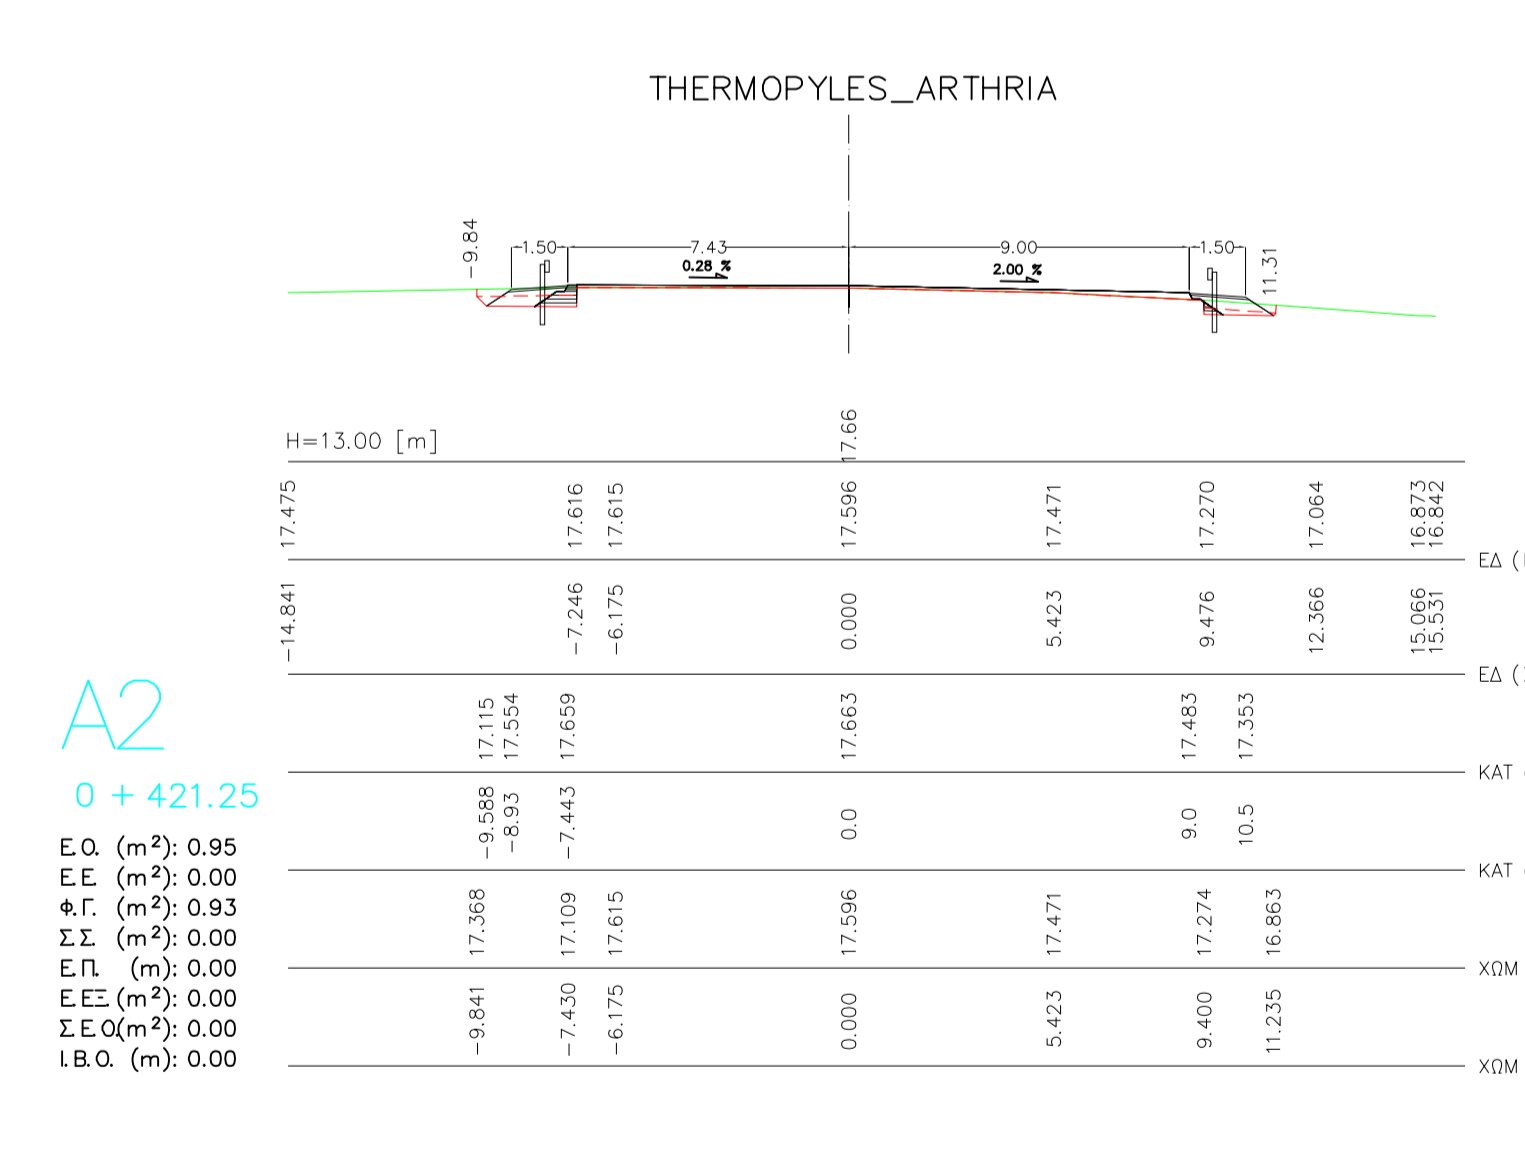 THERMOPYLES_ARTHRIA
-9.84
1.50
7.43
9.00
1.50
11.31
0.28 %
2.00 %
H=13.00 [m]
17.66
17.475 17.616 17.615 17.596 17.471 17.270 17.064 16.873 16.842
ΕΔ (
-14.841 -7.246 -6.175 0.000 5.423 9.476 12.366 15.066 15.531
ΕΔ (
A2
17.115 17.554 17.659 17.663 17.483 17.353
ΚΑΤ
0 + 421.25
-9.588 -8.93 -7.443 0.0 9.0 10.5
ΚΑΤ
Ε.Ο. (m²): 0.95
Ε.Ε. (m²): 0.00
Φ.Γ. (m²): 0.93
Σ.Σ. (m²): 0.00
Ε.Π. (m): 0.00
Ε.ΕΞ. (m²): 0.00
Σ.Ε.Ο.(m²): 0.00
Ι.Β.Ο. (m): 0.00
17.368 17.109 17.615 17.596 17.471 17.274 16.863
ΧΩΜ
-9.841 -7.430 -6.175 0.000 5.423 9.400 11.235
ΧΩΜ